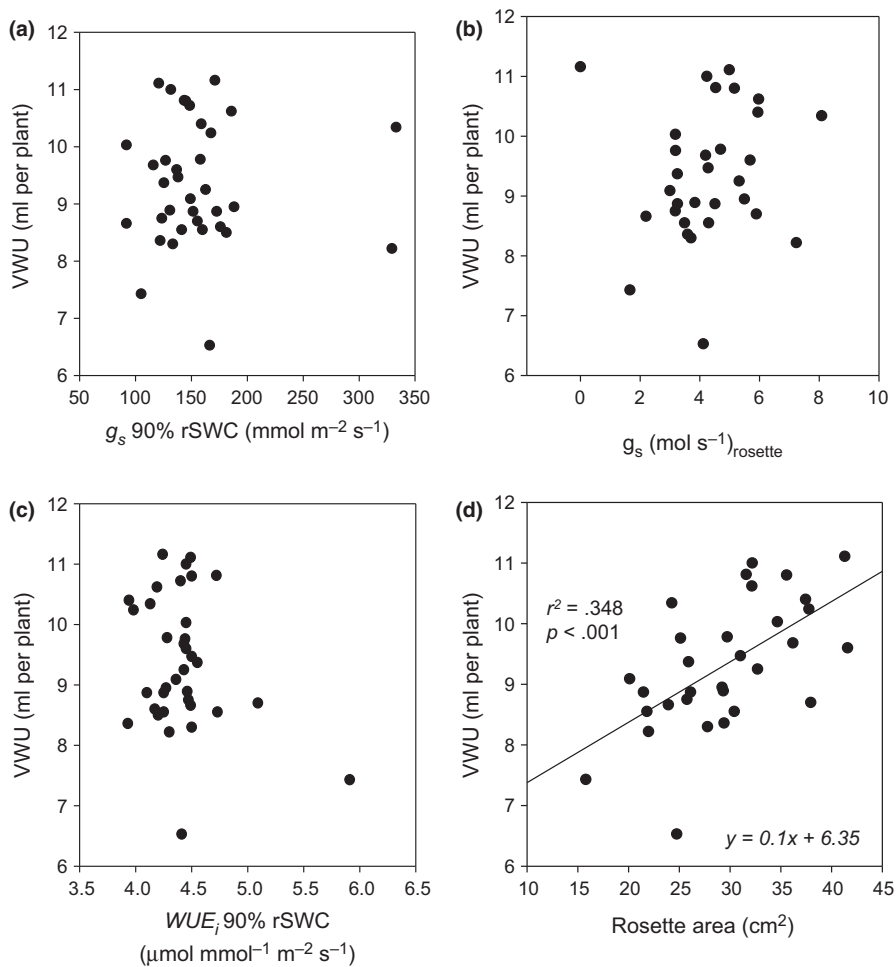 (a)
12
11
10
9
8
7
6
VWU (ml per plant)
50 100 150 200 250 300 350
gs 90% rSWC (mmol m–2 s–1)
(b)
12
11
10
9
8
7
6
VWU (ml per plant)
0 2 4 6 8 10
gs (mol s–1)rosette
(c)
12
11
10
9
8
7
6
VWU (ml per plant)
3.5 4.0 4.5 5.0 5.5 6.0 6.5
WUEi 90% rSWC
(μmol mmol–1 m–2 s–1)
(d)
12
11
10
9
8
7
6
VWU (ml per plant)
r2 = .348
p < .001
y = 0.1x + 6.35
10 15 20 25 30 35 40 45
Rosette area (cm2)